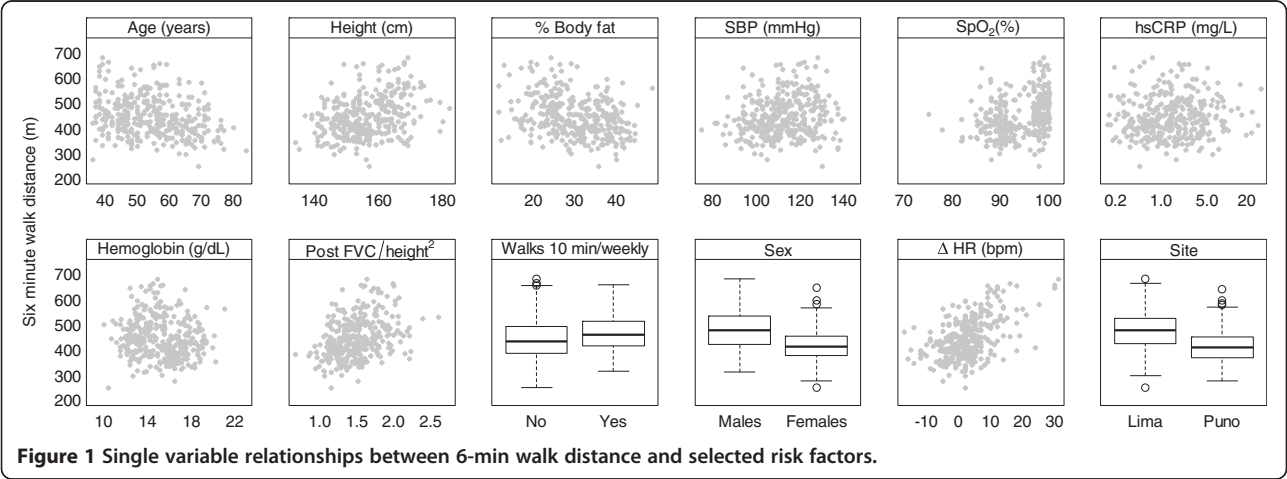 Age (years) Height (cm) % Body fat SBP (mmHg) SpO2(%) hsCRP (mg/L)
Six minute walk distance (m)
700
600
500
400
300
200
40 50 60 70 80 140 160 180 20 30 40 80 100 120 140 70 80 90 100 0.2 1.0 5.0 20
Hemoglobin (g/dL) Post FVC/height² Walks 10 min/weekly Sex Δ HR (bpm) Site
700
600
500
400
300
200
10 14 18 22 1.0 1.5 2.0 2.5 No Yes Males Females -10 0 10 20 30 Lima Puno
Figure 1 Single variable relationships between 6-min walk distance and selected risk factors.